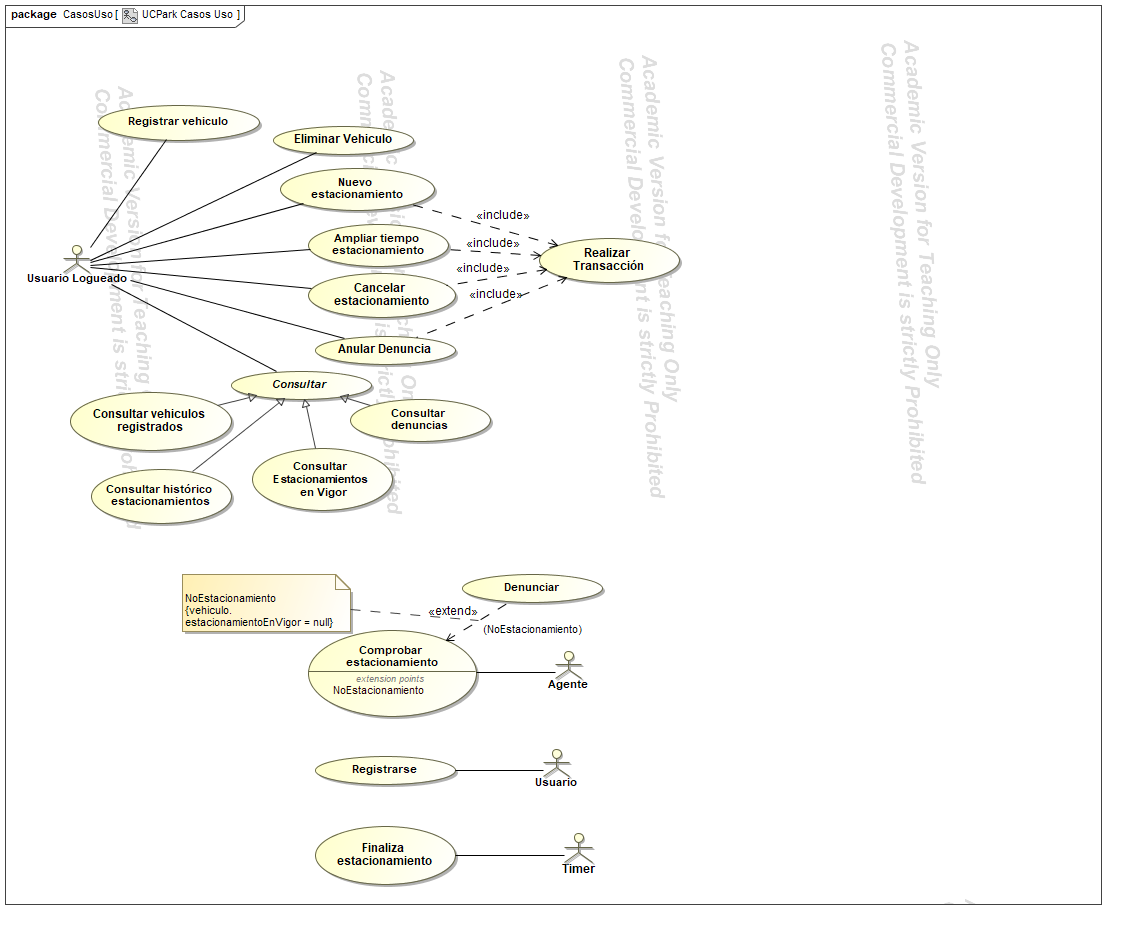 package CasosUso [ UCPark Casos Uso ]
Academic Version for Teaching Only
Commercial Development is strictly Prohibited
Academic Version for Teaching Only
Commercial Development is strictly Prohibited
Academic Version for Teaching Only
Commercial Development is strictly Prohibited
Academic Version for Teaching Only
Commercial Development is strictly Prohibited
Registrar vehiculo
Eliminar Vehiculo
Nuevo
estacionamiento
«include»
Ampliar tiempo
estacionamiento
«include»
Realizar
Transacción
Usuario Logueado
«include»
Cancelar
estacionamiento
«include»
Anular Denuncia
Consultar
Consultar vehiculos
registrados
Consultar
denuncias
Consultar
Estacionamientos
en Vigor
Consultar histórico
estacionamientos
NoEstacionamiento
{vehiculo.
estacionamientoEnVigor = null}
Denunciar
«extend»
(NoEstacionamiento)
Comprobar
estacionamiento
extension points
NoEstacionamiento
Agente
Registrarse
Usuario
Finaliza
estacionamiento
Timer